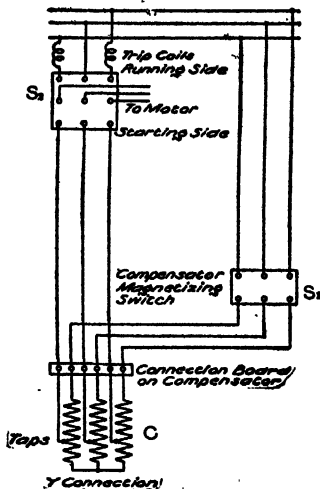 Trip Coils
Running Side
S₂
To Motor
Starting Side
Compensator
Magnetizing
Switch
S₁
Connection Board
on Compensator
Taps
C
Y Connection